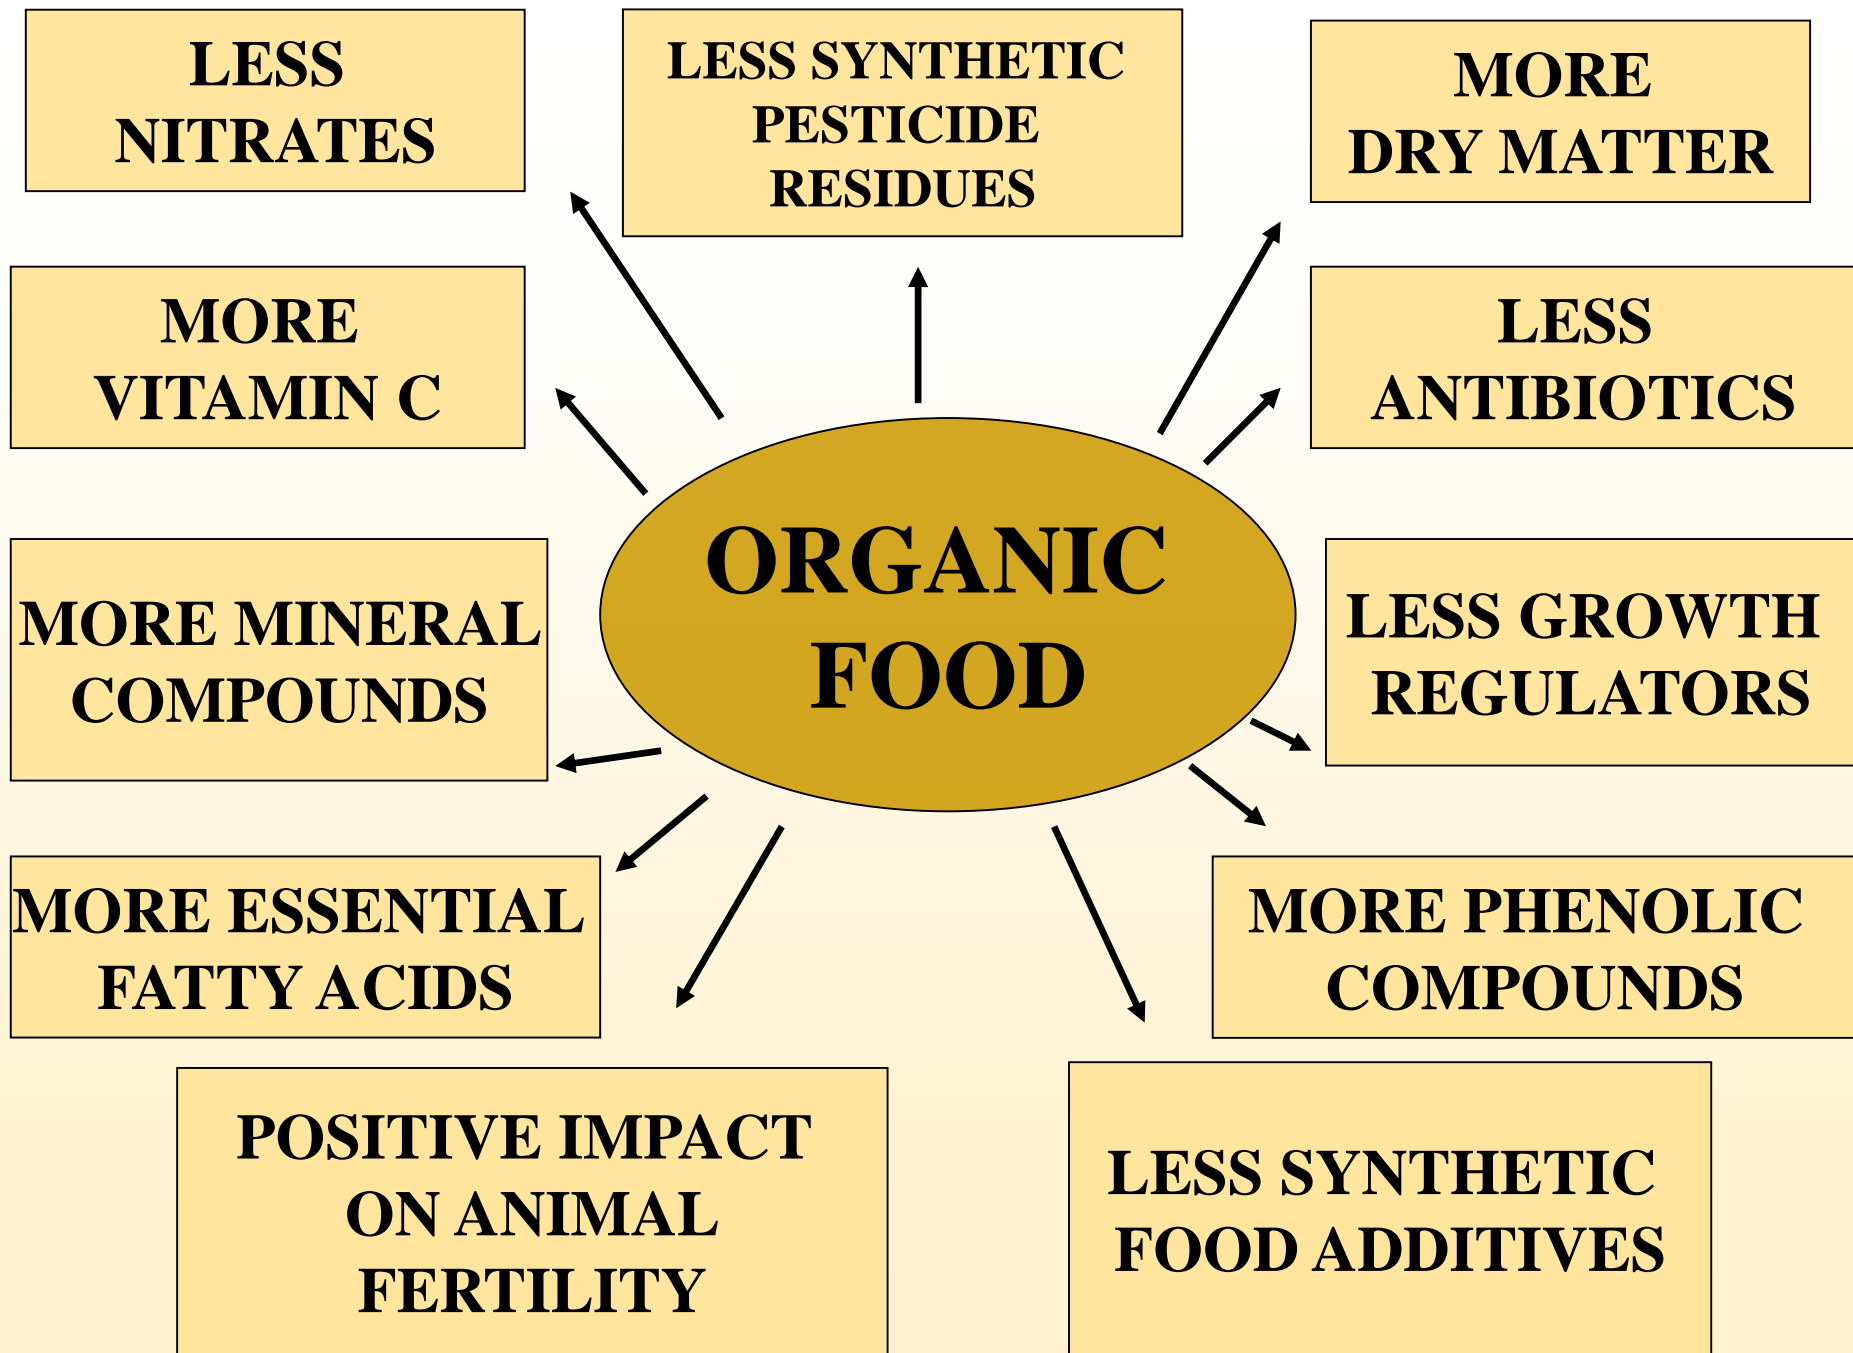 LESS
NITRATES
LESS SYNTHETIC
PESTICIDE
RESIDUES
MORE
DRY MATTER
MORE
VITAMIN C
LESS
ANTIBIOTICS
ORGANIC
FOOD
MORE MINERAL
COMPOUNDS
LESS GROWTH
REGULATORS
MORE ESSENTIAL
FATTY ACIDS
MORE PHENOLIC
COMPOUNDS
POSITIVE IMPACT
ON ANIMAL
FERTILITY
LESS SYNTHETIC
FOOD ADDITIVES